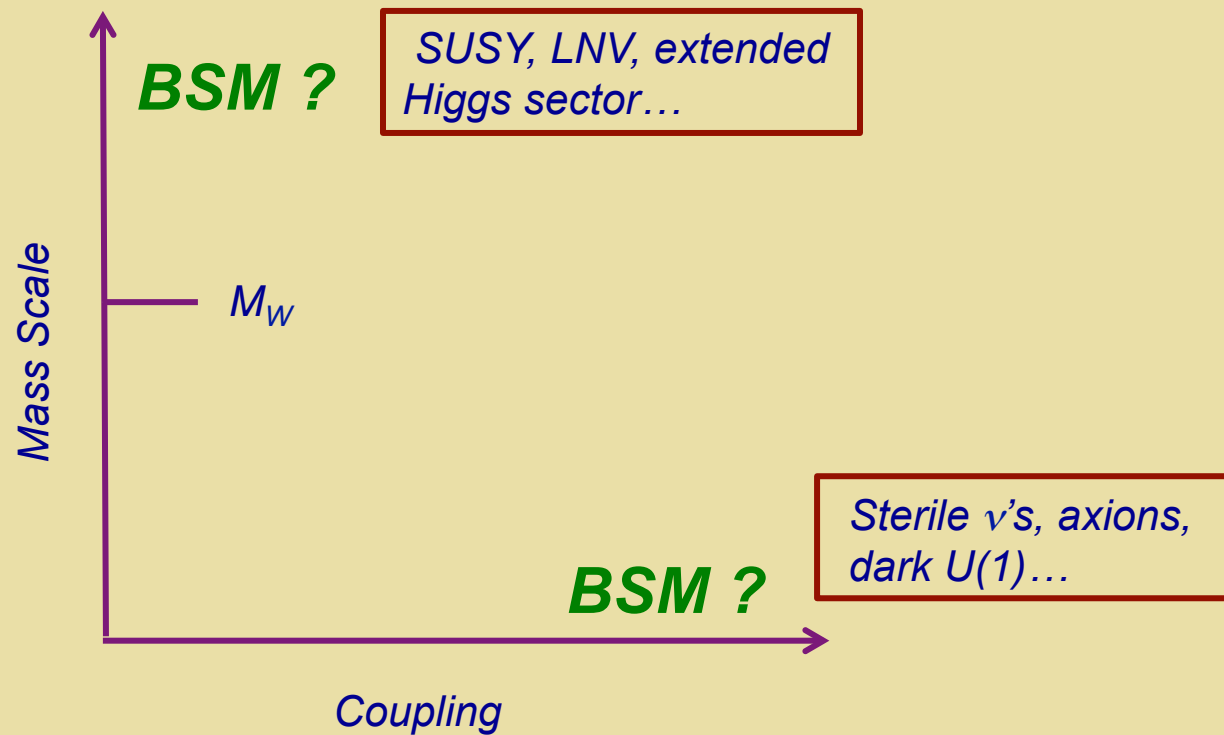 BSM ?
SUSY, LNV, extended
Higgs sector…
Mass Scale
M_W
Sterile ν's, axions,
dark U(1)…
BSM ?
Coupling